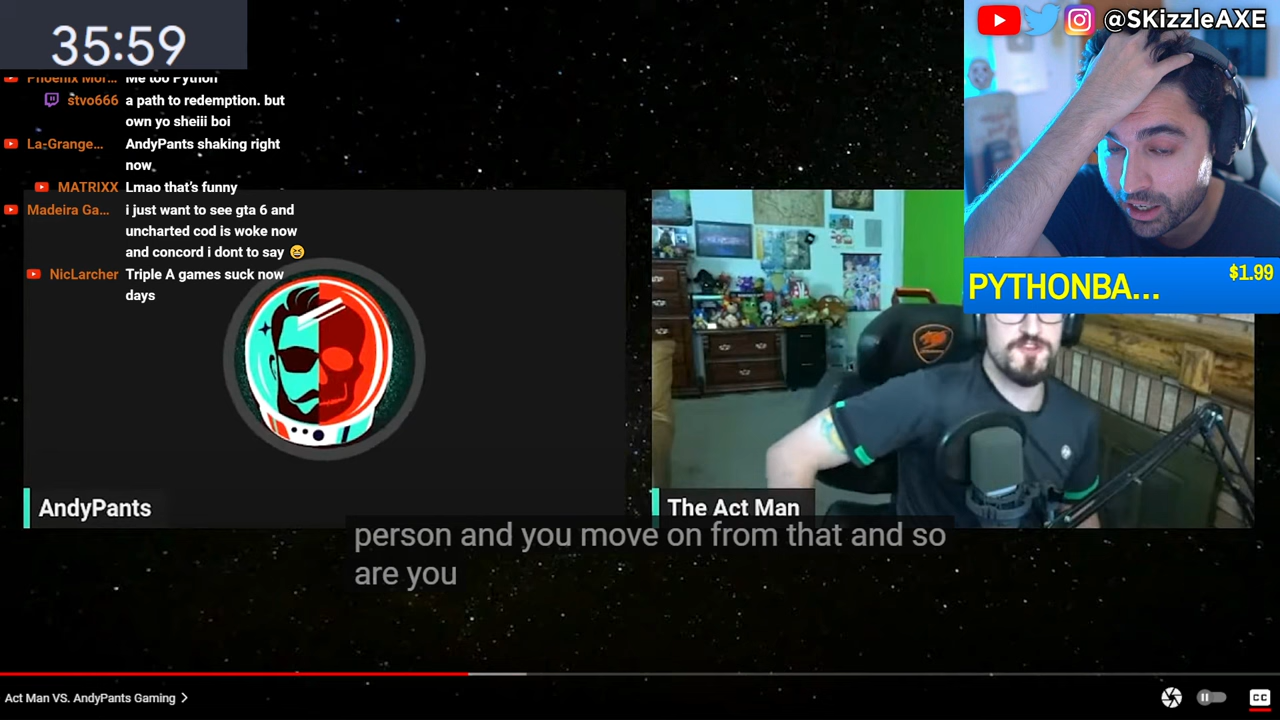 35:59
@SKizzleAXE
Phoenix Mor... Me too Python
stvo666 a path to redemption. but
own yo sheiii boi
La-Grange... AndyPants shaking right
now
MATRIXX Lmao that's funny
Madeira Ga... i just want to see gta 6 and
uncharted cod is woke now
and concord i dont to say 😆
NicLarcher Triple A games suck now
days
PYTHONBA... $1.99
AndyPants
The Act Man
person and you move on from that and so
are you
Act Man VS. AndyPants Gaming
CC